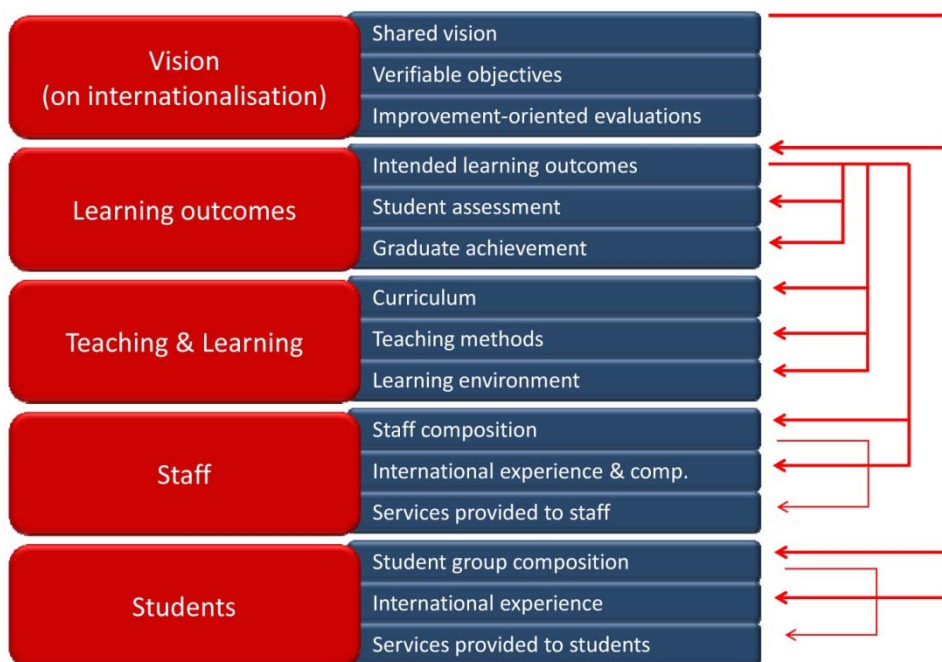 Vision
(on internationalisation)
Shared vision
Verifiable objectives
Improvement-oriented evaluations
Learning outcomes
Intended learning outcomes
Student assessment
Graduate achievement
Teaching & Learning
Curriculum
Teaching methods
Learning environment
Staff
Staff composition
International experience & comp.
Services provided to staff
Students
Student group composition
International experience
Services provided to students